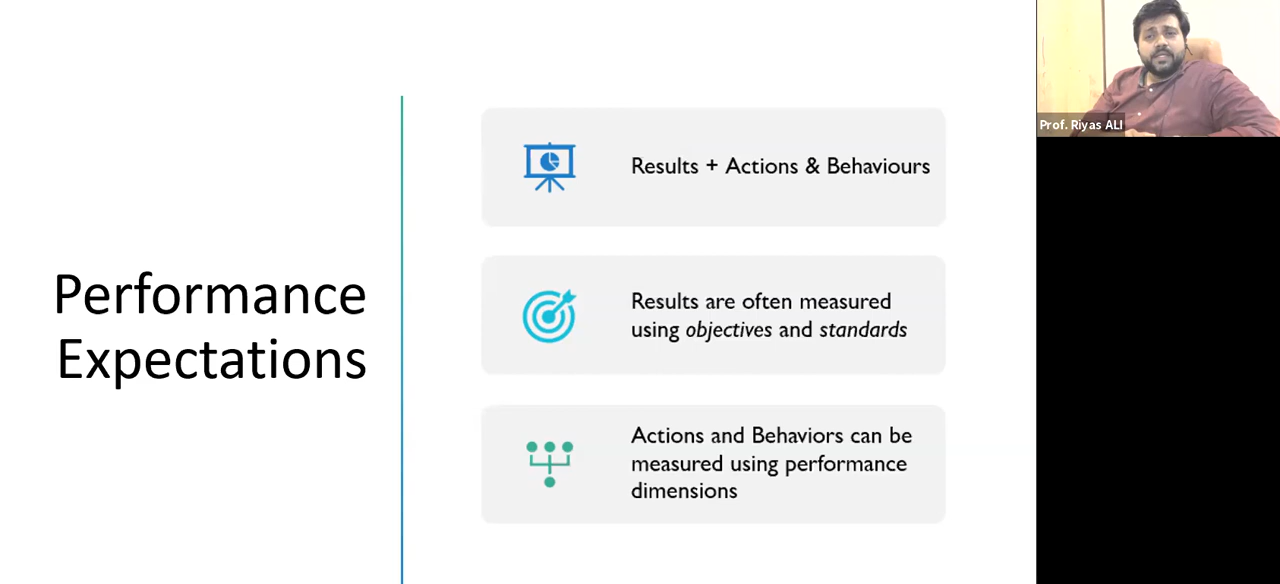 Performance
Expectations
Results + Actions & Behaviours
Results are often measured
using objectives and standards
Actions and Behaviors can be
measured using performance
dimensions
Prof. Riyas ALI